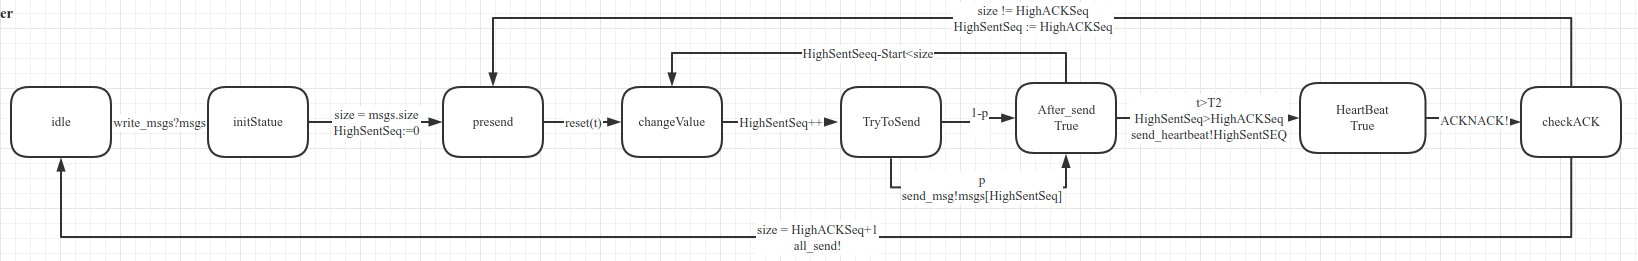 er
size != HighACKSeq
HighSentSeq := HighACKSeq
HighSentSeeq-Start<size
idle
write_msgs?msgs
initStatue
size = msgs.size
HighSentSeq:=0
presend
reset(t)
changeValue
HighSentSeq++
TryToSend
1-p
After_send
True
t>T2
HighSentSeq>HighACKSeq
send_heartbeat!HighSentSEQ
HeartBeat
True
ACKNACK!
checkACK
p
send_msg!msgs[HighSentSeq]
size = HighACKSeq+1
all_send!